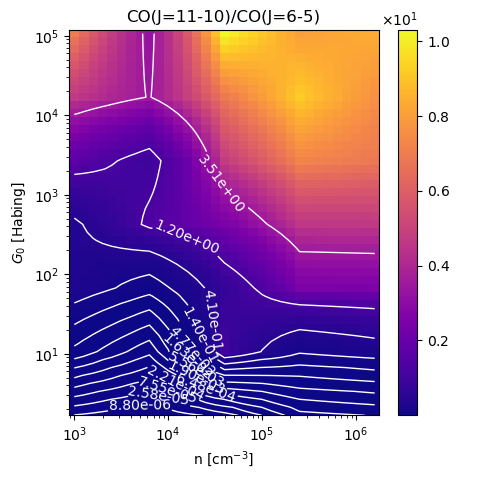 CO(J=11-10)/CO(J=6-5)
×10¹
10⁵
10⁴
10³
10²
10¹
G₀ [Habing]
3.51e+00
1.20e+00
4.10e-01
1.40e-01
8.80e-06
10³
10⁴
10⁵
10⁶
n [cm⁻³]
1.0
0.8
0.6
0.4
0.2